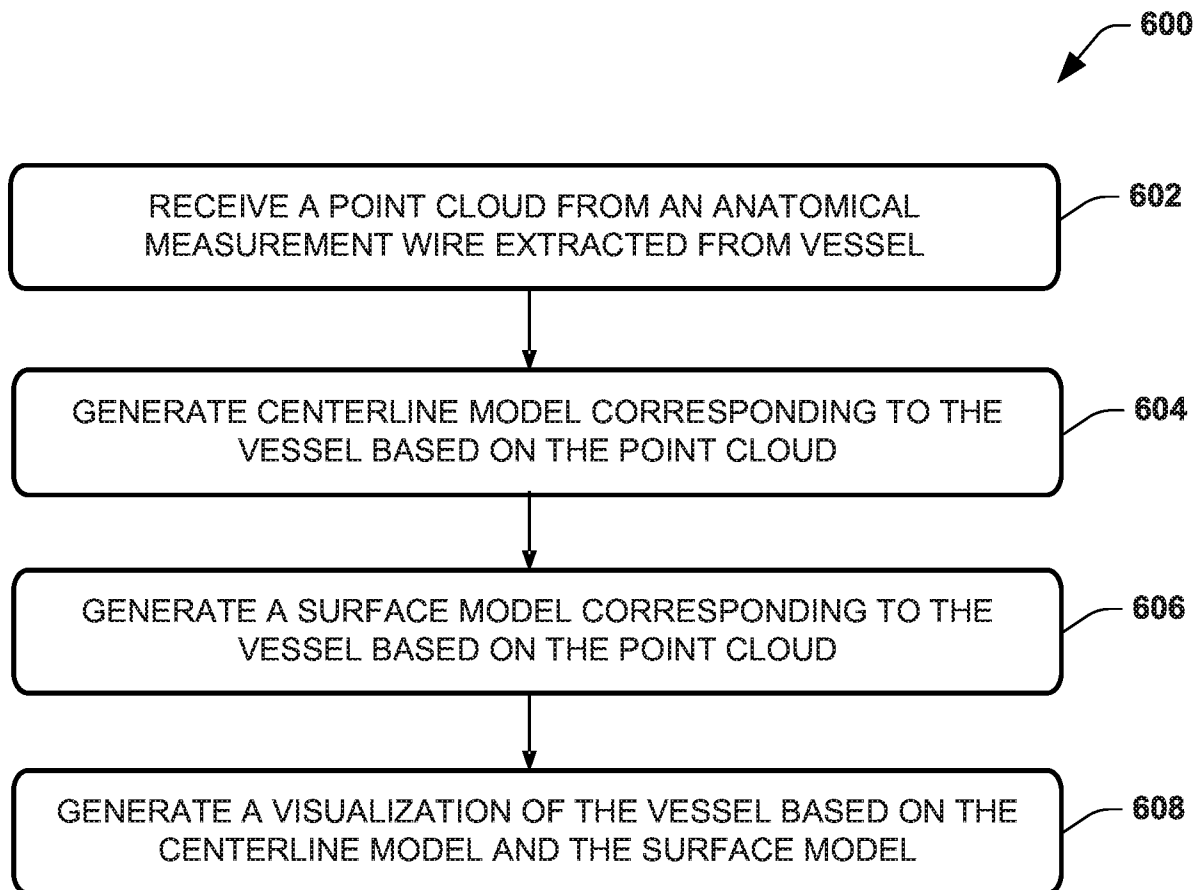 600
RECEIVE A POINT CLOUD FROM AN ANATOMICAL
MEASUREMENT WIRE EXTRACTED FROM VESSEL
602
GENERATE CENTERLINE MODEL CORRESPONDING TO THE
VESSEL BASED ON THE POINT CLOUD
604
GENERATE A SURFACE MODEL CORRESPONDING TO THE
VESSEL BASED ON THE POINT CLOUD
606
GENERATE A VISUALIZATION OF THE VESSEL BASED ON THE
CENTERLINE MODEL AND THE SURFACE MODEL
608